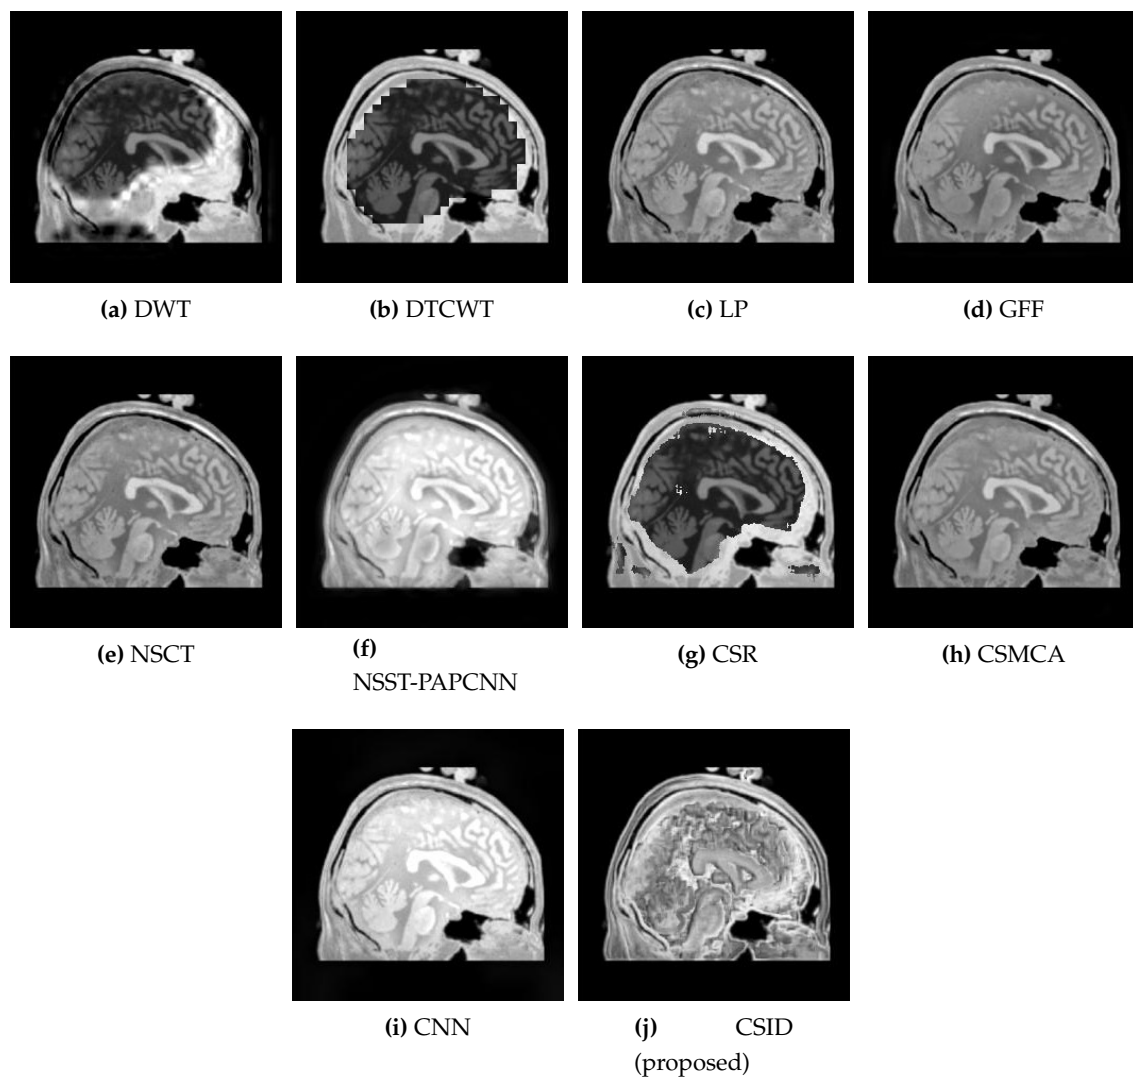 (a) DWT
(b) DTCWT
(c) LP
(d) GFF
(e) NSCT
(f)
NSST-PAPCNN
(g) CSR
(h) CSMCA
(i) CNN
(j) CSID
(proposed)